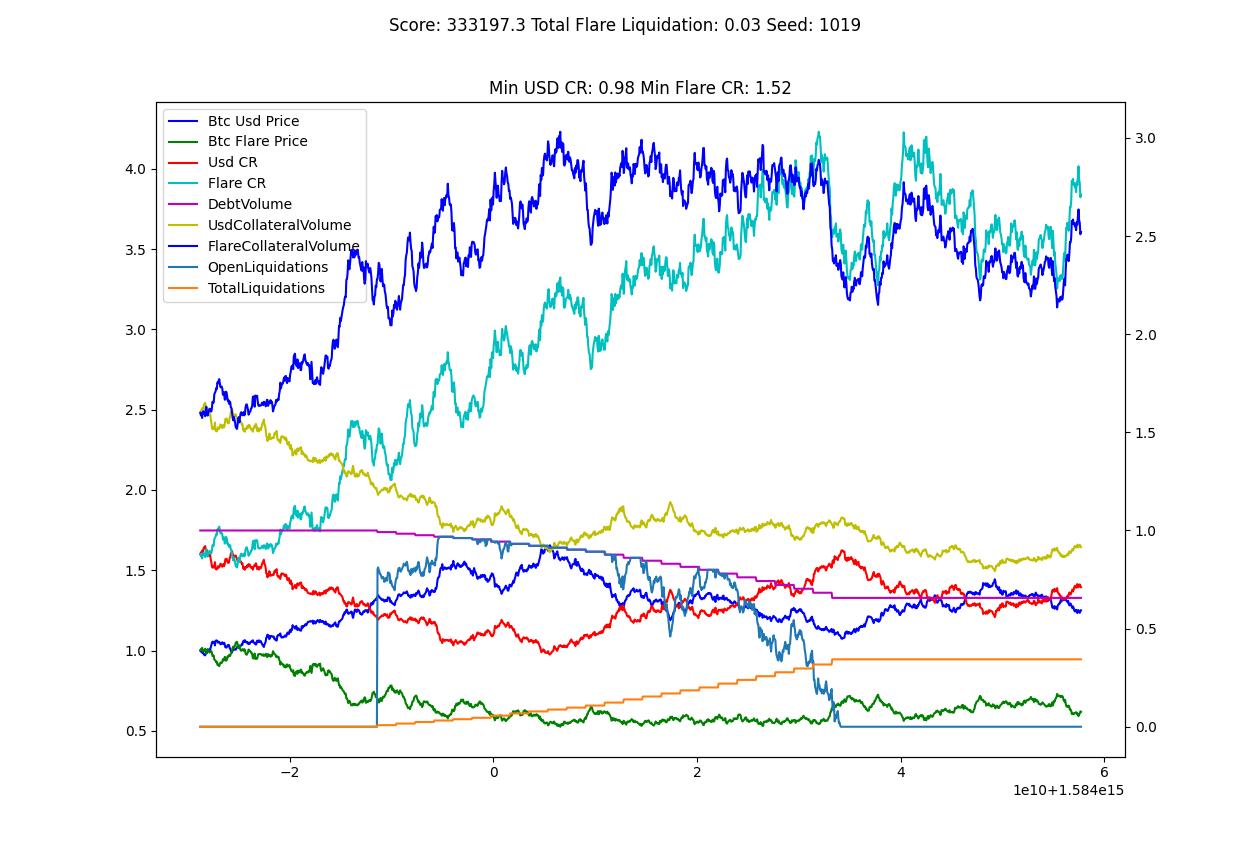 Score: 333197.3 Total Flare Liquidation: 0.03 Seed: 1019
Min USD CR: 0.98 Min Flare CR: 1.52
Btc Usd Price
Btc Flare Price
Usd CR
Flare CR
DebtVolume
UsdCollateralVolume
FlareCollateralVolume
OpenLiquidations
TotalLiquidations
4.0
3.5
3.0
2.5
2.0
1.5
1.0
0.5
3.0
2.5
2.0
1.5
1.0
0.5
0.0
−2 0 2 4 6
1e10+1.584e15